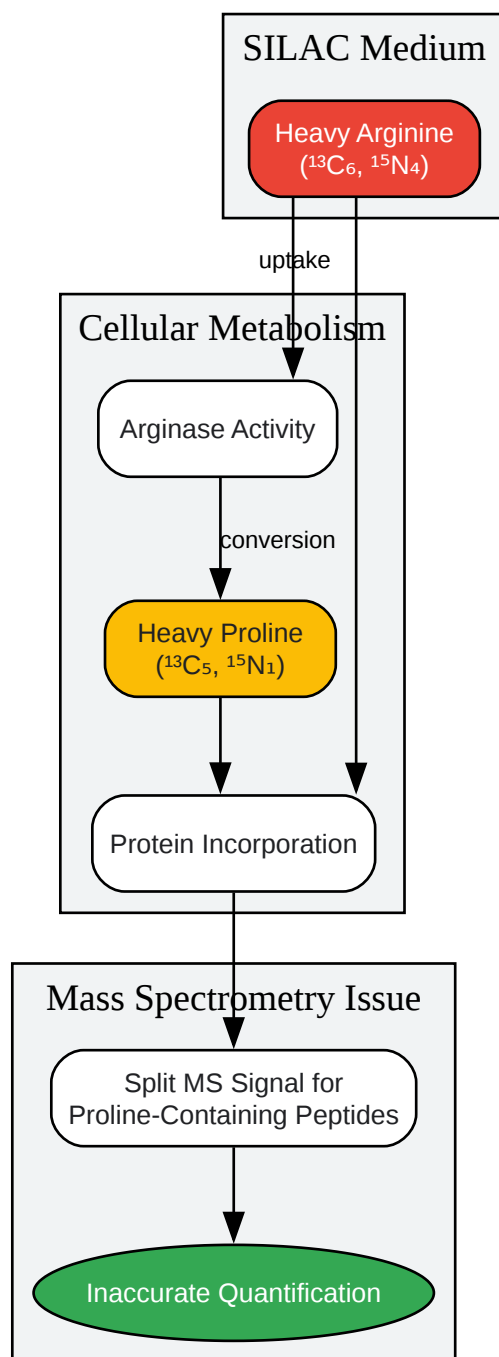 SILAC Medium
Heavy Arginine
(¹³C₆, ¹⁵N₄)
uptake
Cellular Metabolism
Arginase Activity
conversion
Heavy Proline
(¹³C₅, ¹⁵N₁)
Protein Incorporation
Mass Spectrometry Issue
Split MS Signal for
Proline-Containing Peptides
Inaccurate Quantification